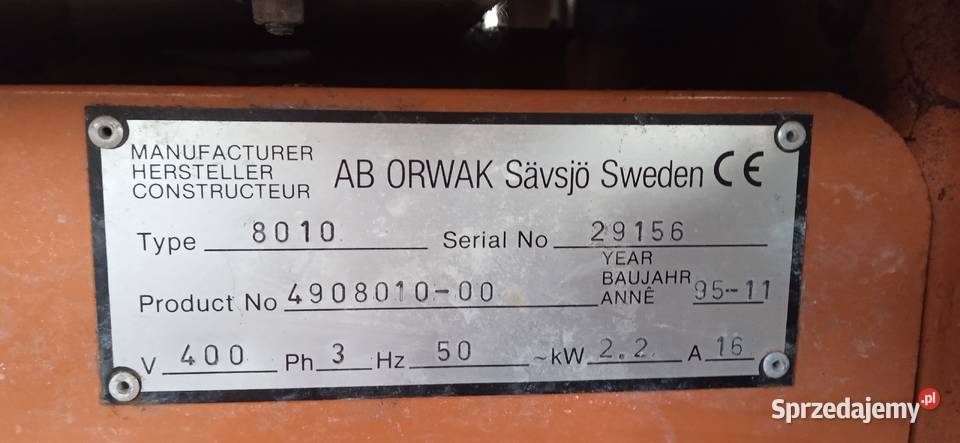 MANUFACTURER
HERSTELLER
CONSTRUCTEUR
AB ORWAK Sävsjö Sweden CE
Type 8010 Serial No 29156
Product No 4908010-00
YEAR
BAUJAHR
ANNÊ
95-11
V 400 Ph 3 Hz 50 ~kW 2.2 A 16
Sprzedajemy.pl